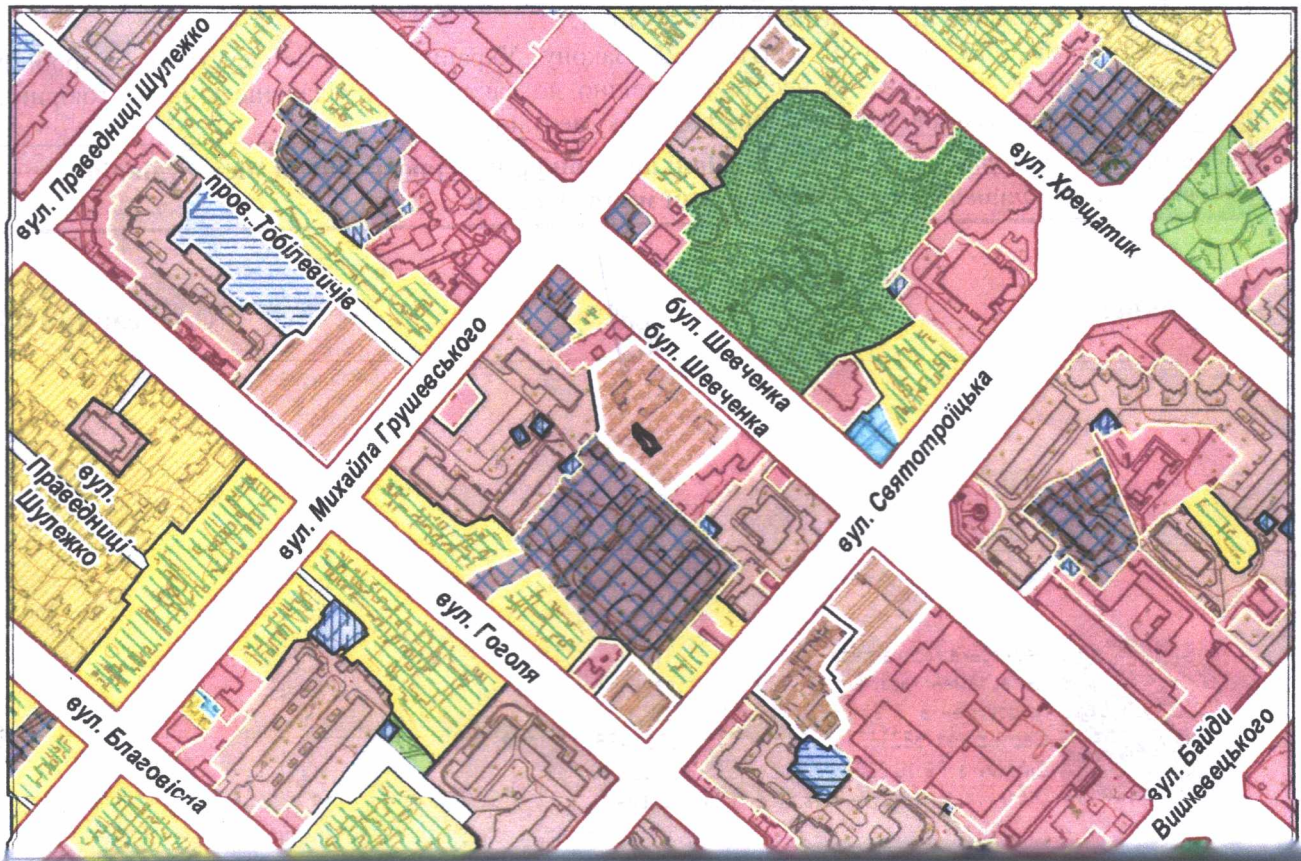 вул. Праведниці Шулежко
пров. Тобілевичів
вул. Хрещатик
бул. Шевченка
бул. Шевченка
вул. Михайла Грушевського
вул. Святотроїцька
вул.
Праведниці
Шулежко
вул. Гоголя
вул. Благовісна
вул. Байди
Вишневецького